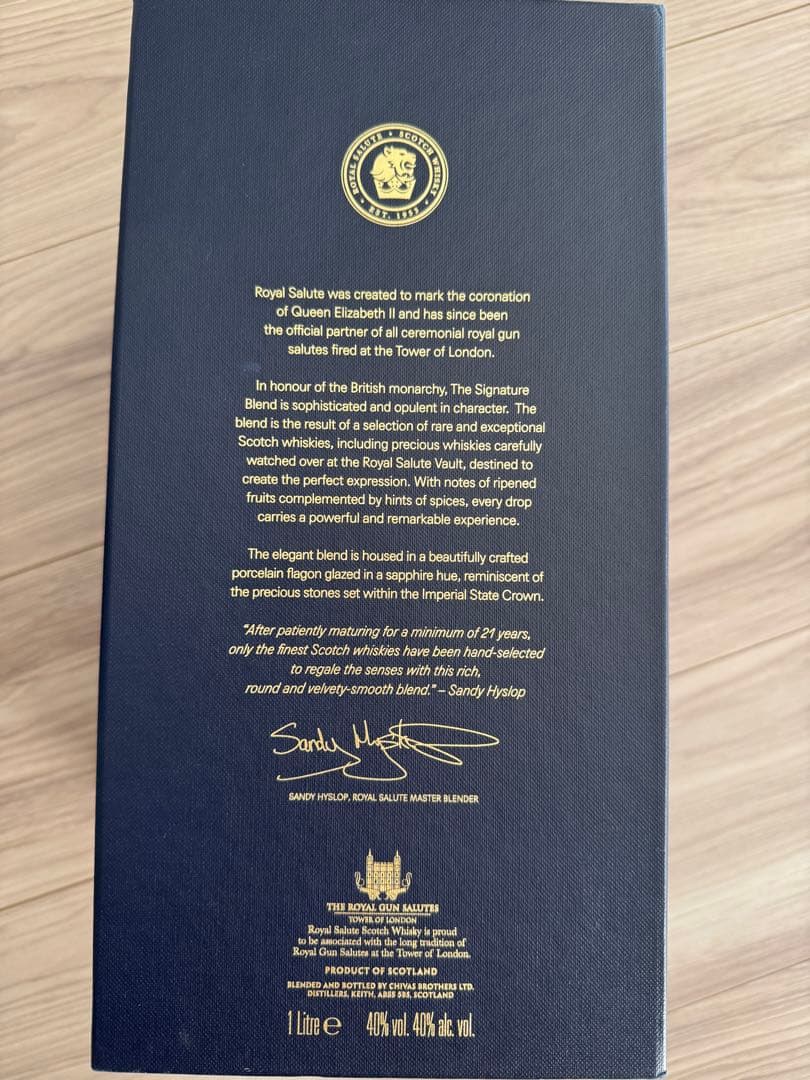 ROYAL SALUTE • SCOTCH WHISKY
• EST. 1953 •
Royal Salute was created to mark the coronation
of Queen Elizabeth II and has since been
the official partner of all ceremonial royal gun
salutes fired at the Tower of London.
In honour of the British monarchy, The Signature
Blend is sophisticated and opulent in character. The
blend is the result of a selection of rare and exceptional
Scotch whiskies, including precious whiskies carefully
watched over at the Royal Salute Vault, destined to
create the perfect expression. With notes of ripened
fruits complemented by hints of spices, every drop
carries a powerful and remarkable experience.
The elegant blend is housed in a beautifully crafted
porcelain flagon glazed in a sapphire hue, reminiscent of
the precious stones set within the Imperial State Crown.
"After patiently maturing for a minimum of 21 years,
only the finest Scotch whiskies have been hand-selected
to regale the senses with this rich,
round and velvety-smooth blend." – Sandy Hyslop
Sandy Hyslop
SANDY HYSLOP, ROYAL SALUTE MASTER BLENDER
THE ROYAL GUN SALUTES
TOWER OF LONDON
Royal Salute Scotch Whisky is proud
to be associated with the long tradition of
Royal Gun Salutes at the Tower of London.
PRODUCT OF SCOTLAND
BLENDED AND BOTTLED BY CHIVAS BROTHERS LTD.
DISTILLERS, KEITH, AB55 5BS, SCOTLAND
1 Litre e 40% vol. 40% alc. vol.